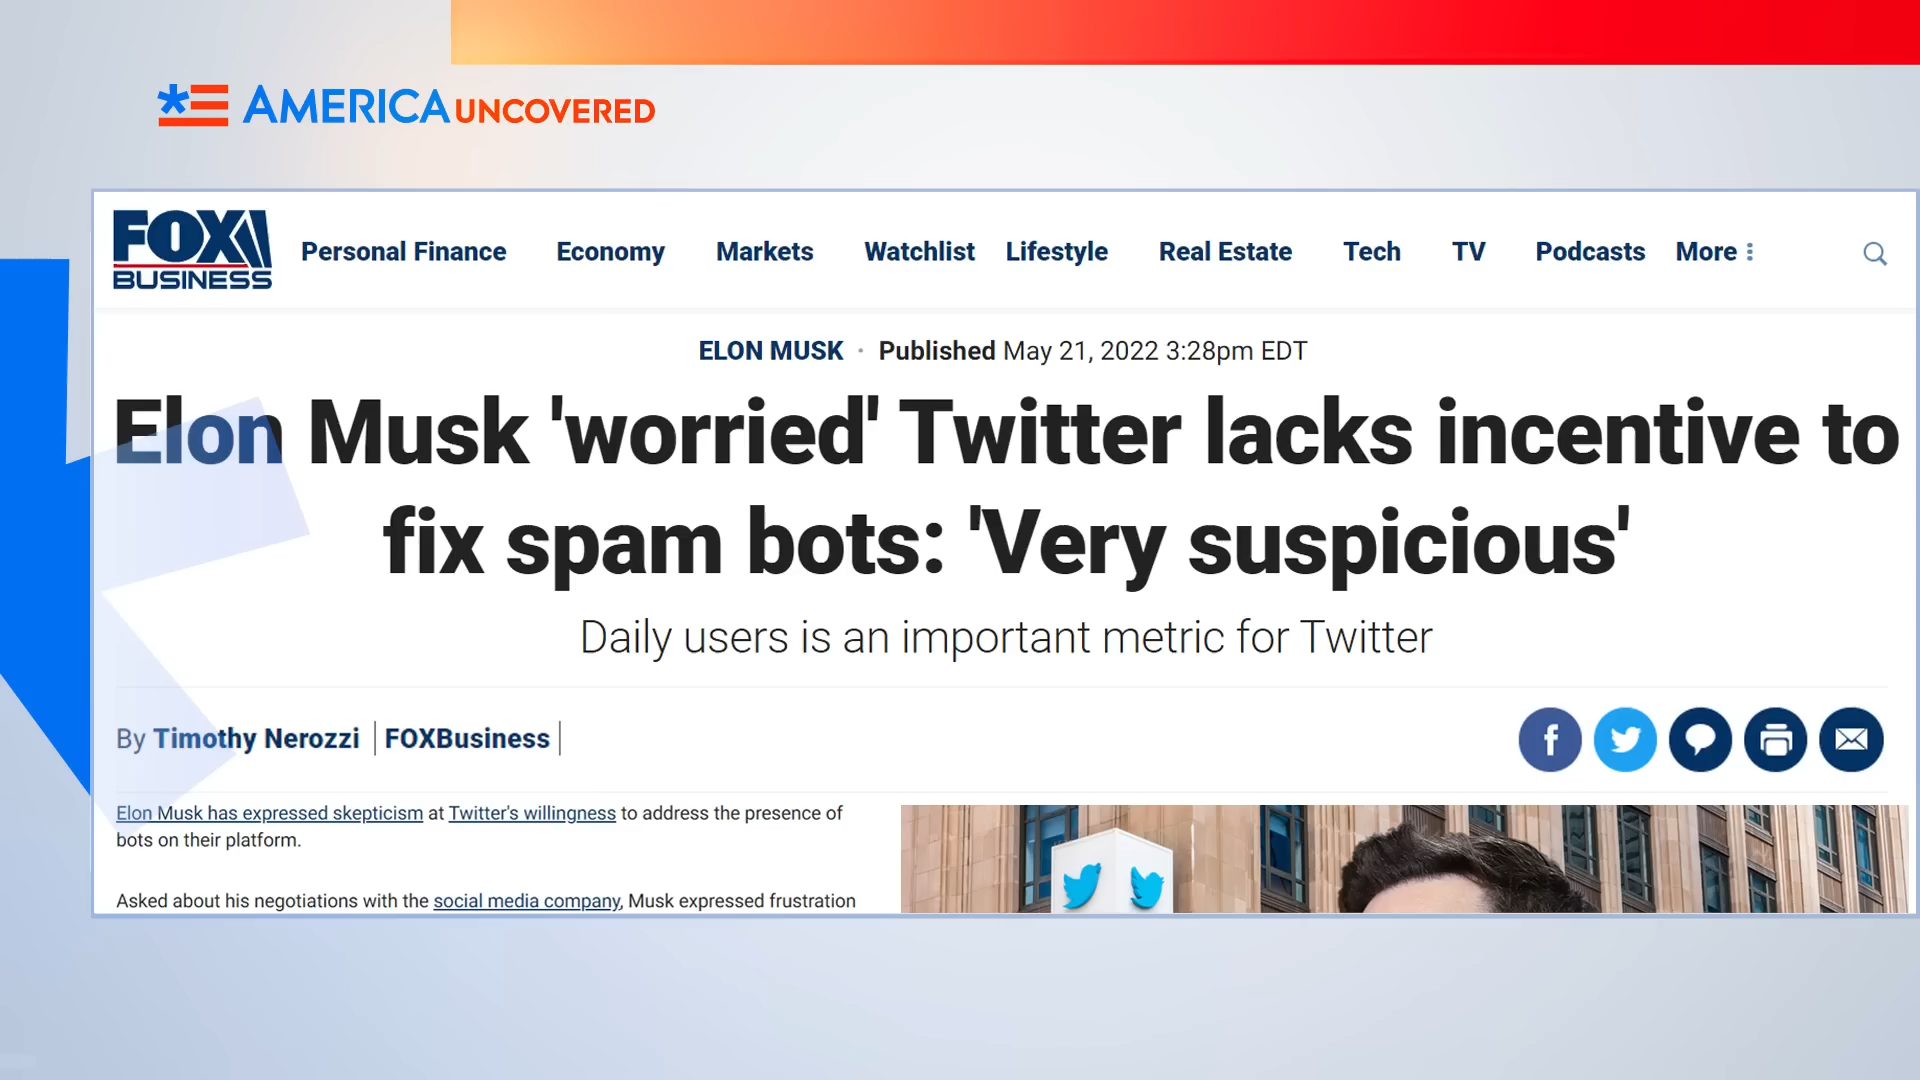 AMERICA UNCOVERED
FOX BUSINESS
Personal Finance Economy Markets Watchlist Lifestyle Real Estate Tech TV Podcasts More
ELON MUSK · Published May 21, 2022 3:28pm EDT
Elon Musk 'worried' Twitter lacks incentive to
fix spam bots: 'Very suspicious'
Daily users is an important metric for Twitter
By Timothy Nerozzi | FOXBusiness |
Elon Musk has expressed skepticism at Twitter's willingness to address the presence of
bots on their platform.
Asked about his negotiations with the social media company, Musk expressed frustration